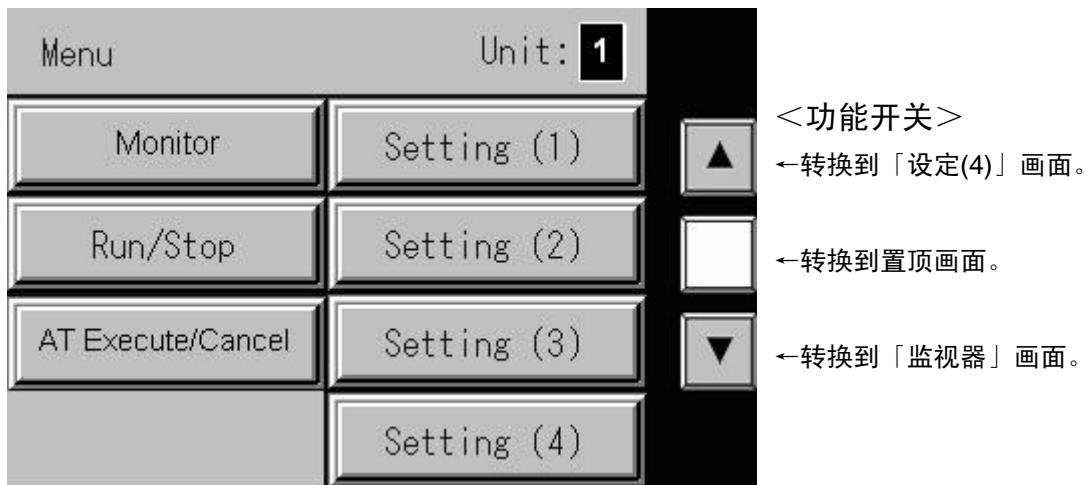 Menu
Unit: 1
Monitor
Setting (1)
Run/Stop
Setting (2)
AT Execute/Cancel
Setting (3)
Setting (4)
▲
▼
＜功能开关＞
←转换到「设定(4)」画面。
←转换到置顶画面。
←转换到「监视器」画面。